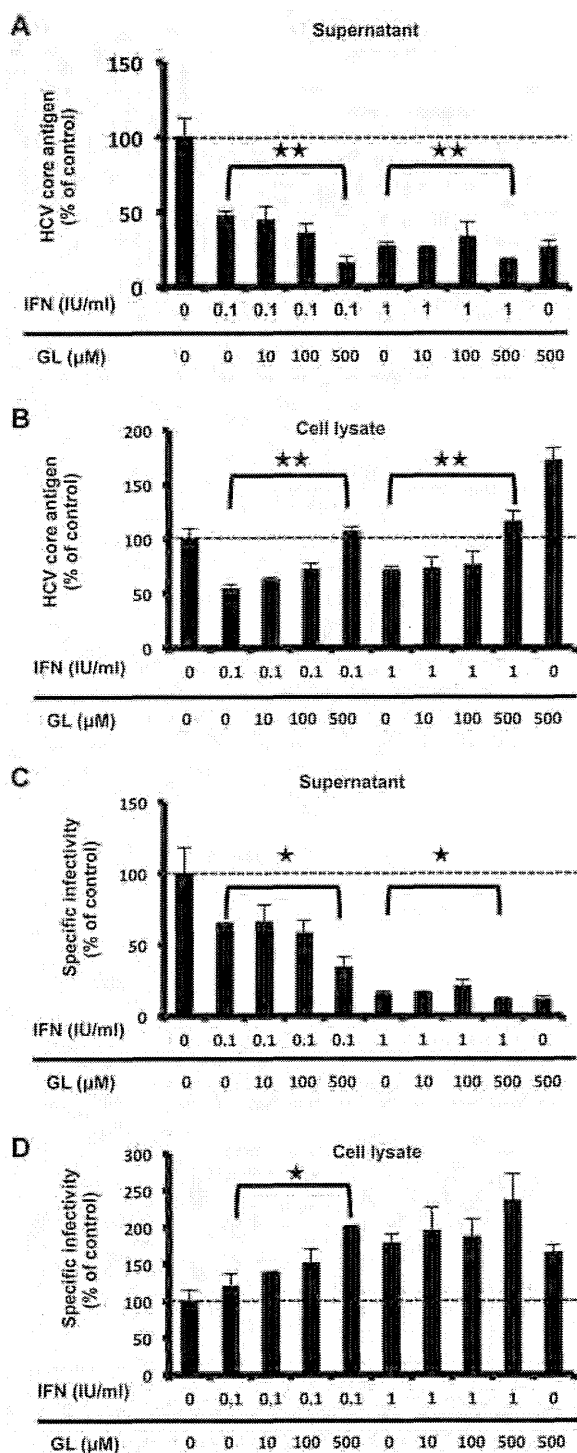 A
Supernatant
HCV core antigen
(% of control)
150
100
50
0
★★ ★★
IFN (IU/ml) 0 0.1 0.1 0.1 0.1 1 1 1 1 0
GL (µM) 0 0 10 100 500 0 10 100 500 500
B
Cell lysate
HCV core antigen
(% of control)
200
150
100
50
0
★★ ★★
IFN (IU/ml) 0 0.1 0.1 0.1 0.1 1 1 1 1 0
GL (µM) 0 0 10 100 500 0 10 100 500 500
C
Supernatant
Specific infectivity
(% of control)
150
100
50
0
★ ★
IFN (IU/ml) 0 0.1 0.1 0.1 0.1 1 1 1 1 0
GL (µM) 0 0 10 100 500 0 10 100 500 500
D
Cell lysate
Specific infectivity
(% of control)
300
250
200
150
100
50
0
★
IFN (IU/ml) 0 0.1 0.1 0.1 0.1 1 1 1 1 0
GL (µM) 0 0 10 100 500 0 10 100 500 500